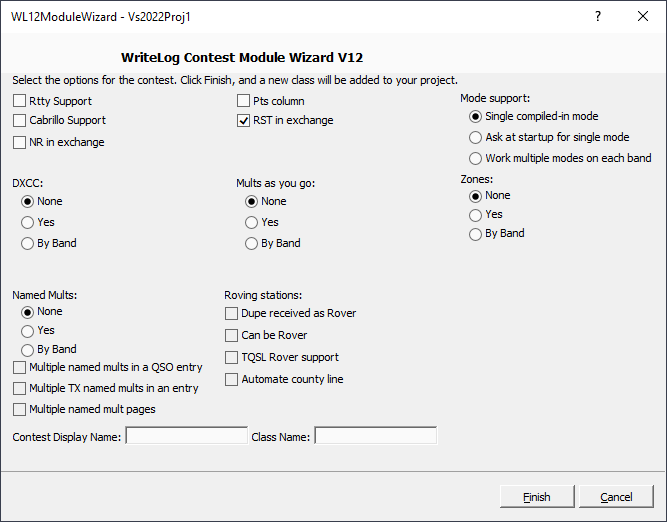 WL12ModuleWizard - Vs2022Proj1
WriteLog Contest Module Wizard V12
Select the options for the contest. Click Finish, and a new class will be added to your project.
Rtty Support
Cabrillo Support
NR in exchange
Pts column
RST in exchange
Mode support:
Single compiled-in mode
Ask at startup for single mode
Work multiple modes on each band
DXCC:
None
Yes
By Band
Mults as you go:
None
Yes
By Band
Zones:
None
Yes
By Band
Named Mults:
None
Yes
By Band
Multiple named mults in a QSO entry
Multiple TX named mults in an entry
Multiple named mult pages
Roving stations:
Dupe received as Rover
Can be Rover
TQSL Rover support
Automate county line
Contest Display Name:
Class Name:
Finish
Cancel